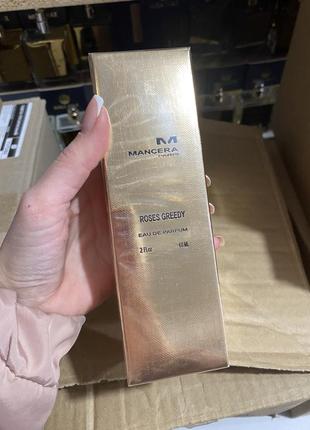 M
MANCERA
PARIS
ROSES GREEDY
EAU DE PARFUM
2 fl.oz 60 ML